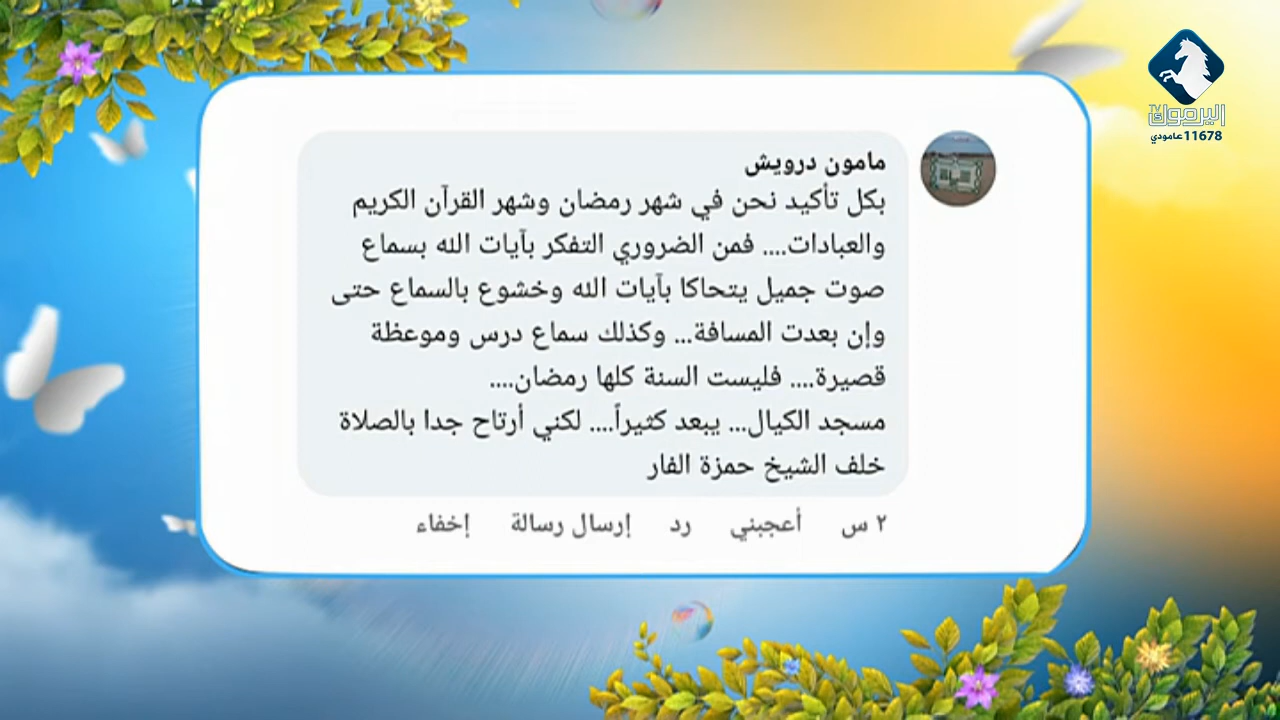 اليرموك TV
11678 عامودي
مامون درويش
بكل تأكيد نحن في شهر رمضان وشهر القرآن الكريم
والعبادات.... فمن الضروري التفكر بآيات الله بسماع
صوت جميل يتحاكا بآيات الله وخشوع بالسماع حتى
وإن بعدت المسافة... وكذلك سماع درس وموعظة
قصيرة.... فليست السنة كلها رمضان....
مسجد الكيال... يبعد كثيراً.... لكني أرتاح جدا بالصلاة
خلف الشيخ حمزة الفار
٢ س أعجبني رد إرسال رسالة إخفاء